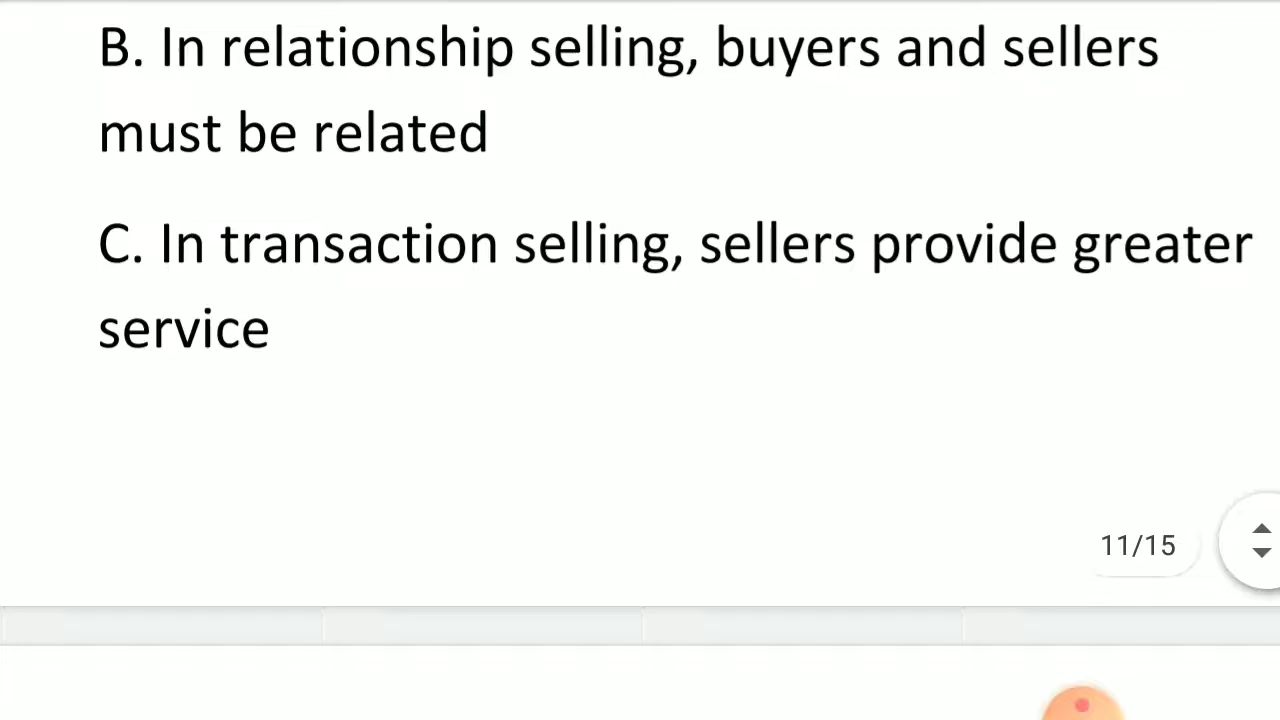 B. In relationship selling, buyers and sellers
must be related
C. In transaction selling, sellers provide greater
service
11/15